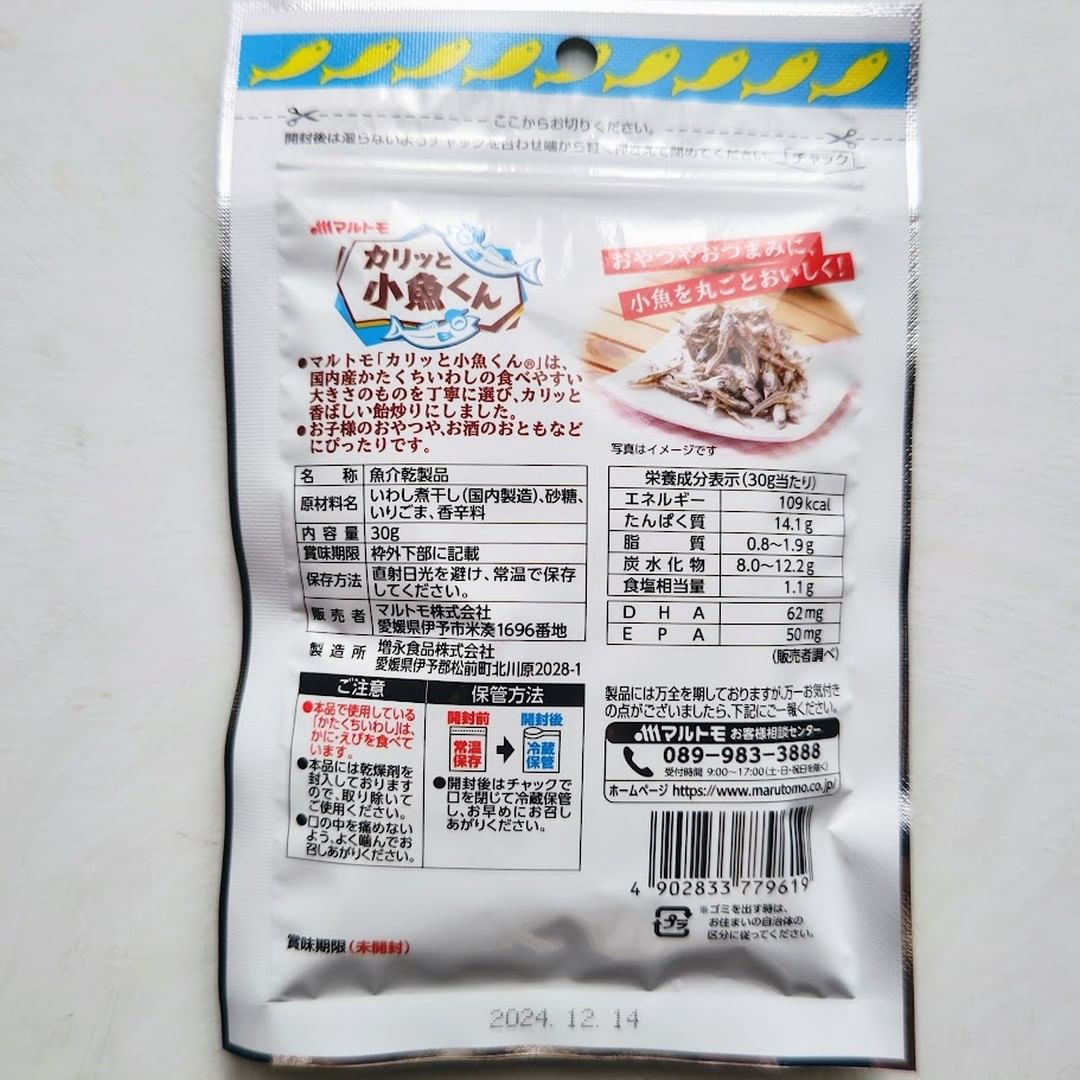 ここからお切りください。
開封後は湿らないようチャックを合わせ端から軽く押さえて閉めてください。 チャック
マルトモ
カリッと
小魚くん
おやつやおつまみに、
小魚を丸ごとおいしく!
●マルトモ「カリッと小魚くん®」は、
国内産かたくちいわしの食べやすい
大きさのものを丁寧に選び、カリッと
香ばしい飴炒りにしました。
●お子様のおやつや、お酒のおともなど
にぴったりです。
写真はイメージです
名称 魚介乾製品
原材料名 いわし煮干し(国内製造)、砂糖、
いりごま、香辛料
内容量 30g
賞味期限 枠外下部に記載
保存方法 直射日光を避け、常温で保存
してください。
販売者 マルトモ株式会社
愛媛県伊予市米湊1696番地
製造所 増永食品株式会社
愛媛県伊予郡松前町北川原2028-1
栄養成分表示(30g当たり)
エネルギー 109kcal
たんぱく質 14.1g
脂質 0.8〜1.9g
炭水化物 8.0〜12.2g
食塩相当量 1.1g
DHA 62mg
EPA 50mg
(販売者調べ)
ご注意
●本品で使用している
「かたくちいわし」は、
かに・えびを食べて
います。
●本品には乾燥剤を
封入しております
ので、取り除いて
ご使用ください。
●口の中を痛めない
よう、よく噛んでお
召しあがりください。
保管方法
開封前 開封後
常温 冷蔵
保存 保管
●開封後はチャックで
口を閉じて冷蔵保管
し、お早めにお召し
あがりください。
製品には万全を期しておりますが、万一お気付き
の点がございましたら、下記にご一報ください。
マルトモ お客様相談センター
089-983-3888
受付時間 9:00〜17:00(土・日・祝日を除く)
ホームページ https://www.marutomo.co.jp/
4 902833 779619
プラ
※ゴミを出す時は、
お住まいの自治体の
区分に従ってください。
賞味期限(未開封)
2024.12.14